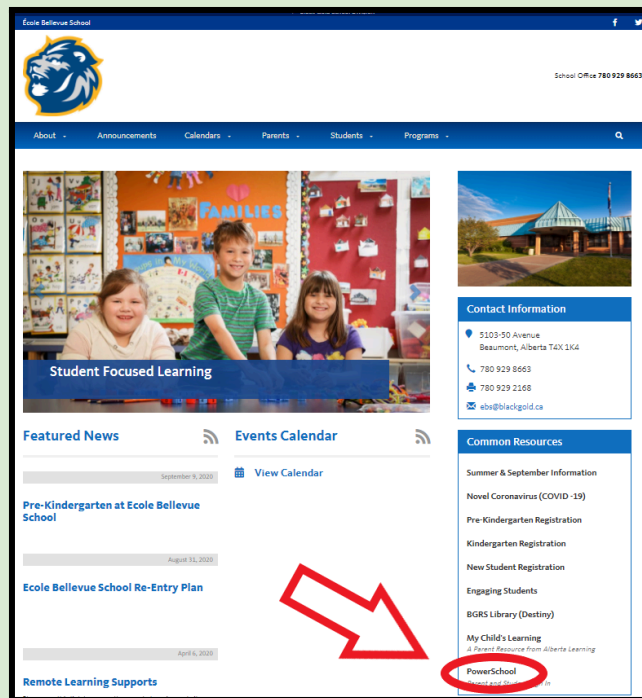 École Bellevue School
School Office 780 929 8663
About
Announcements
Calendars
Parents
Students
Programs
FAMILIES
Student Focused Learning
Contact Information
5103-50 Avenue
Beaumont, Alberta T4X 1K4
780 929 8663
780 929 2168
ebs@blackgold.ca
Featured News
Events Calendar
View Calendar
September 9, 2020
Pre-Kindergarten at Ecole Bellevue
School
August 31, 2020
Ecole Bellevue School Re-Entry Plan
April 6, 2020
Remote Learning Supports
Common Resources
Summer & September Information
Novel Coronavirus (COVID -19)
Pre-Kindergarten Registration
Kindergarten Registration
New Student Registration
Engaging Students
BGRS Library (Destiny)
My Child's Learning
A Parent Resource from Alberta Learning
PowerSchool
Parent and Student Sign In